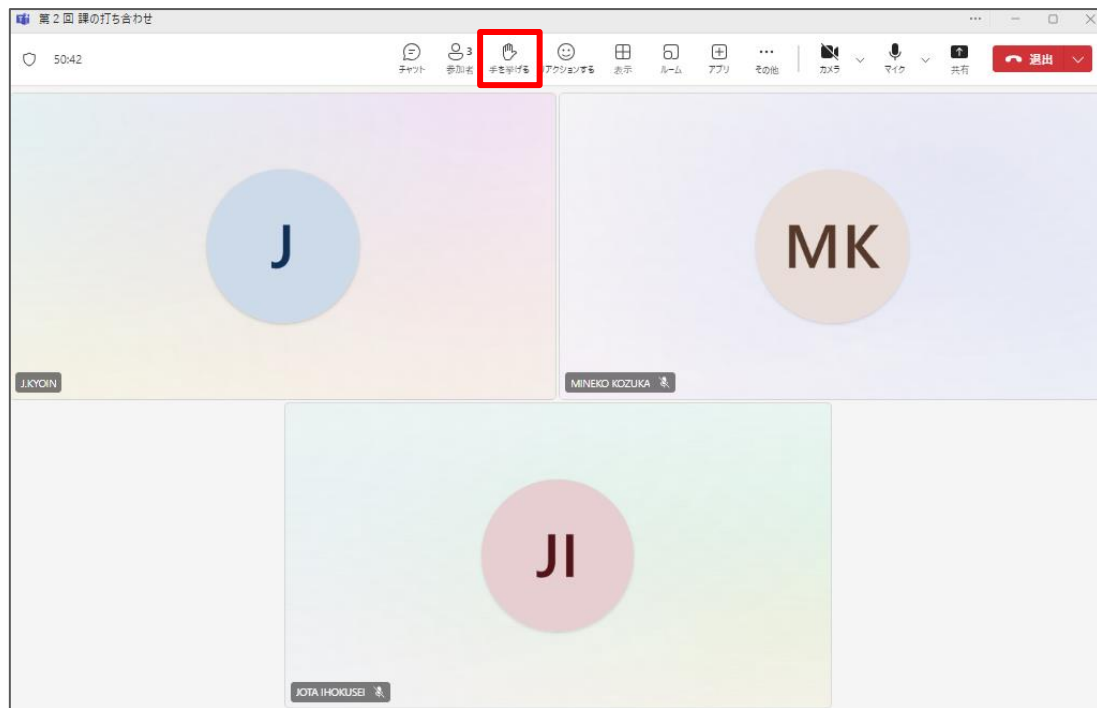 第2回 課の打ち合わせ
50:42
チャット
3
参加者
手を挙げる
リアクションする
表示
ルーム
アプリ
その他
カメラ
マイク
共有
退出
J
MK
J.KYOIN
MINEKO KOZUKA
JI
JOTA IHOKUSEI